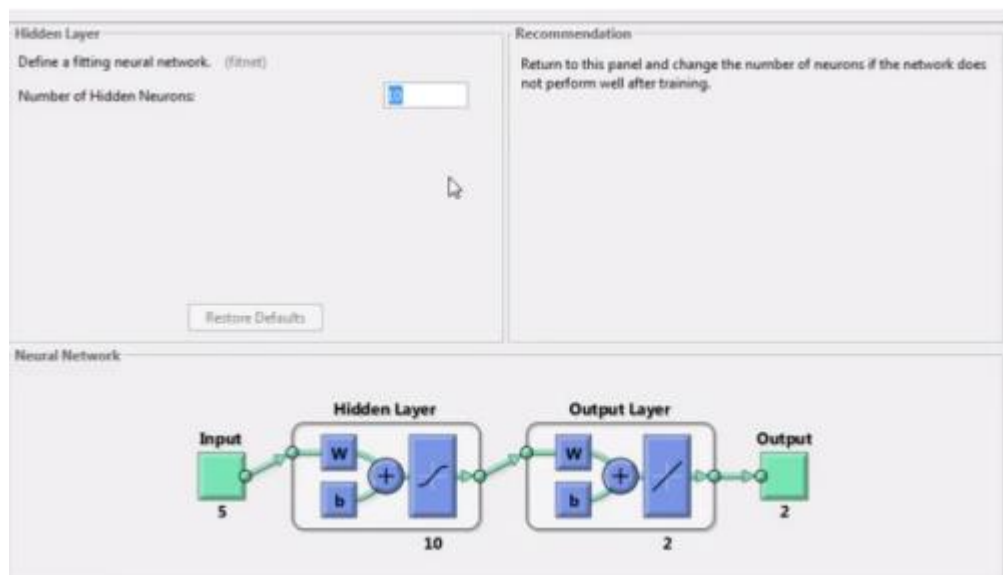 Hidden Layer
Define a fitting neural network. (fitnet)
Number of Hidden Neurons:
10
Restore Defaults
Recommendation
Return to this panel and change the number of neurons if the network does
not perform well after training.
Neural Network
Hidden Layer
Output Layer
Input
Output
W
b
+
W
b
+
5
10
2
2